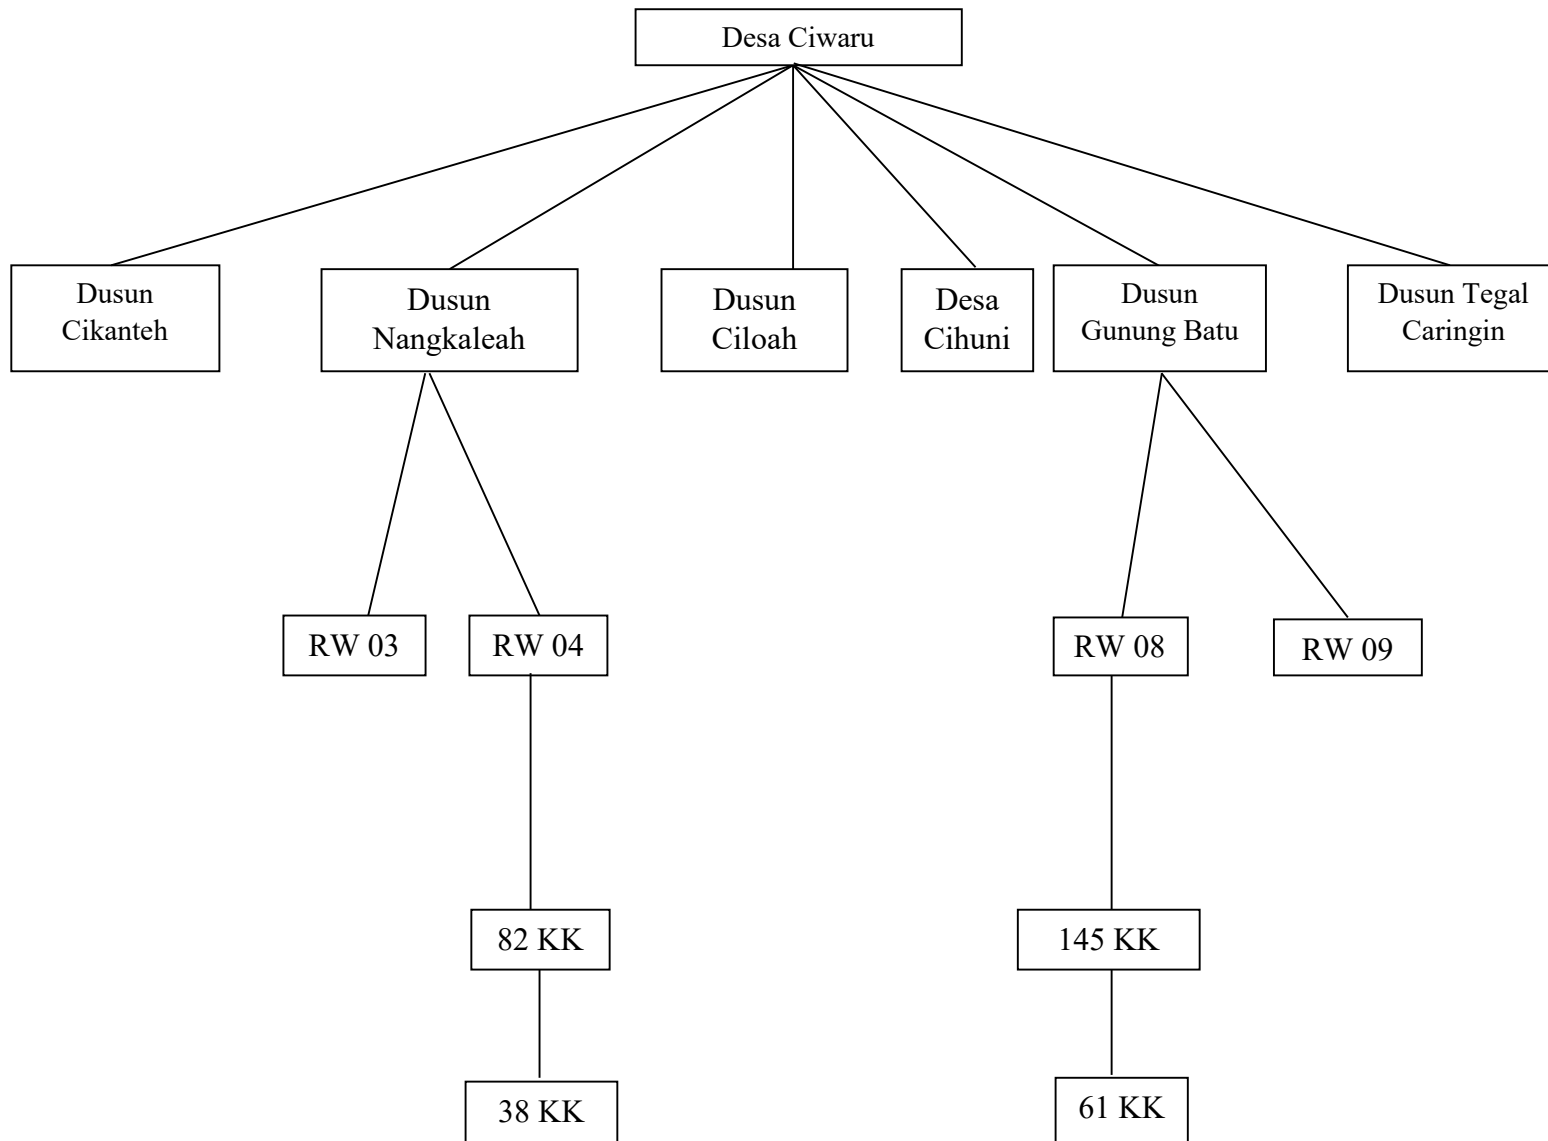 Desa Ciwaru
Dusun
Cikanteh
Dusun
Nangkaleah
Dusun
Ciloah
Desa
Cihuni
Dusun
Gunung Batu
Dusun Tegal
Caringin
RW 03
RW 04
RW 08
RW 09
82 KK
145 KK
38 KK
61 KK